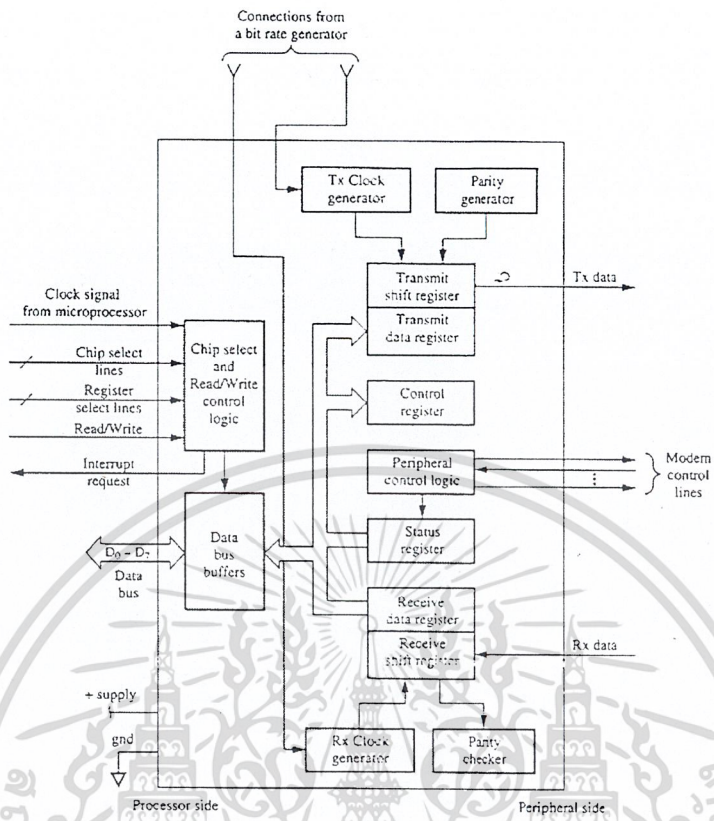 Connections from
a bit rate generator
Tx Clock
generator
Parity
generator
Transmit
shift register
Tx data
Transmit
data register
Clock signal
from microprocessor
Chip select
lines
Register
select lines
Read/Write
Interrupt
request
Chip select
and
Read/Write
control
logic
Control
register
Peripheral
control logic
Modem
control
lines
Status
register
D0 – D7
Data
bus
Data
bus
buffers
Receive
data register
Receive
shift register
Rx data
+ supply
gnd
Rx Clock
generator
Parity
checker
Processor side
Peripheral side